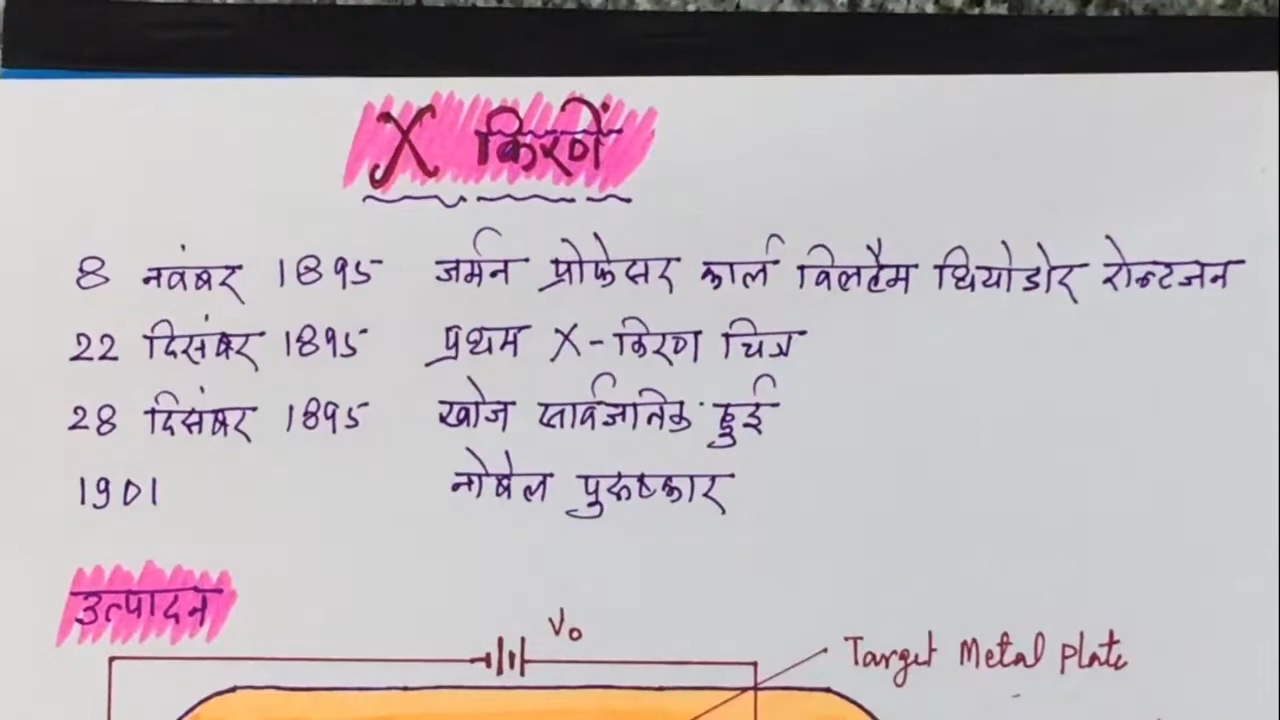 X किरणें
8 नवंबर 1895 जर्मन प्रोफेसर कार्ल विलहैम थियोडोर रोन्टजन
22 दिसंबर 1895 प्रथम X-किरण चित्र
28 दिसंबर 1895 खोज सार्वजनिक हुई
1901 नोबेल पुरुष्कार
उत्पादन
V₀
Target Metal Plate